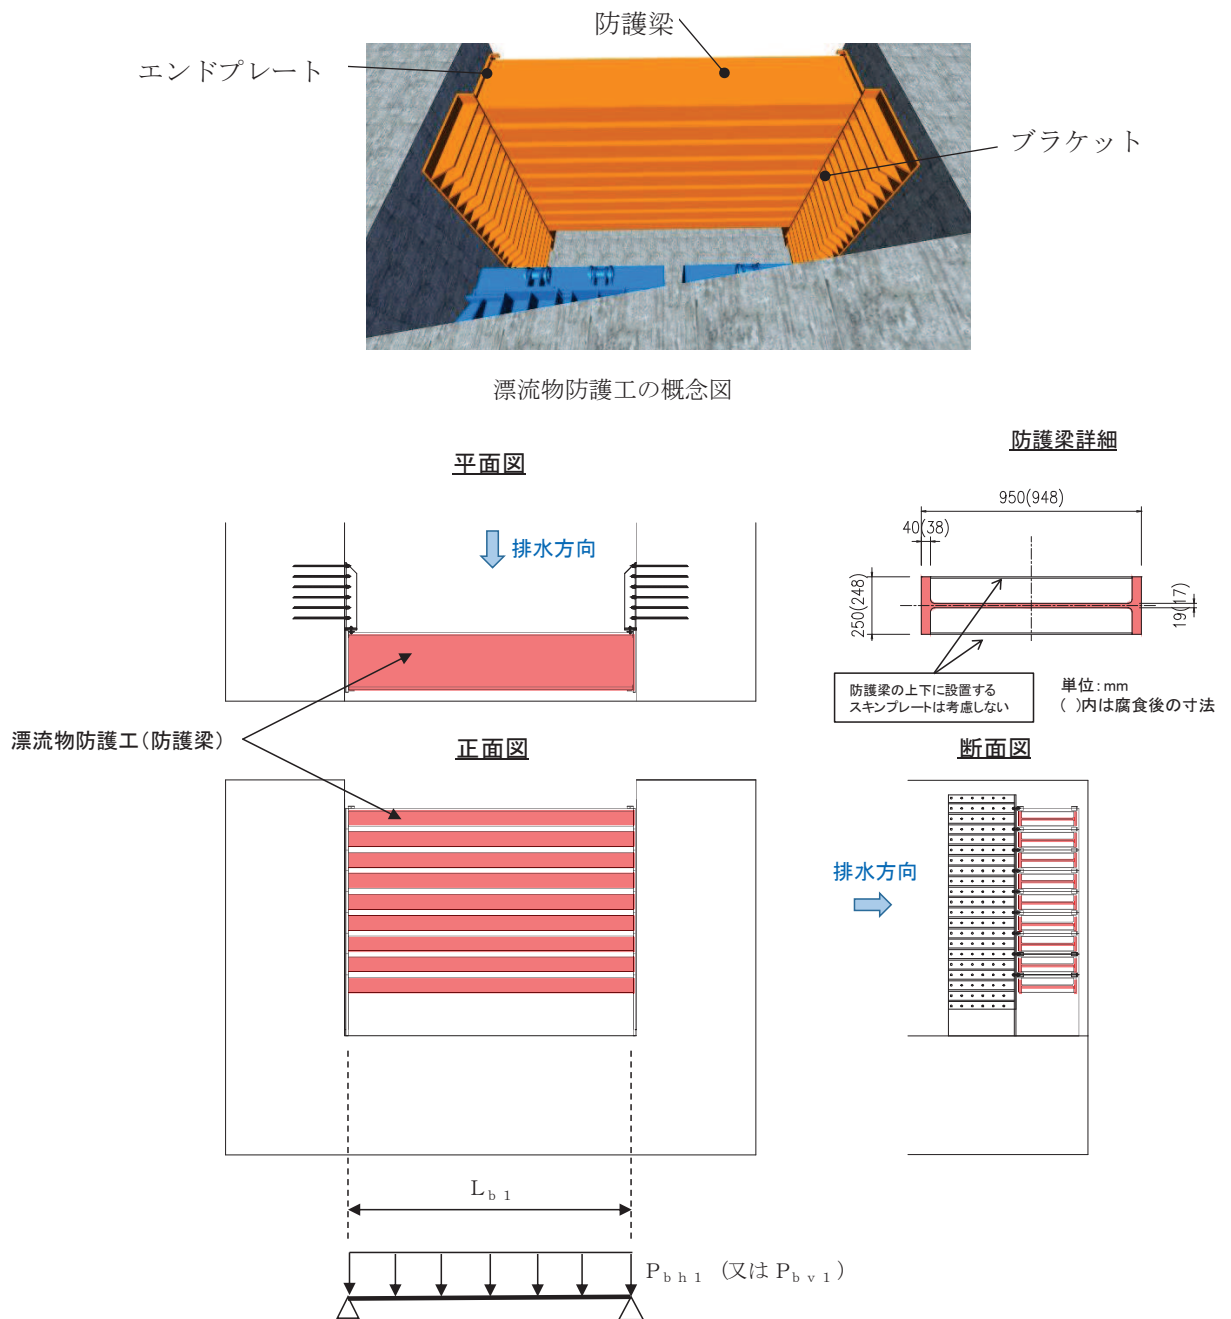 防護梁
エンドプレート
ブラケット
漂流物防護工の概念図
防護梁詳細
平面図
950(948)
40(38)
排水方向
250(248)
19(17)
防護梁の上下に設置する
スキンプレートは考慮しない
単位:mm
( )内は腐食後の寸法
漂流物防護工(防護梁)
正面図
断面図
排水方向
Lb1
Pbh1 (又は Pbv1)